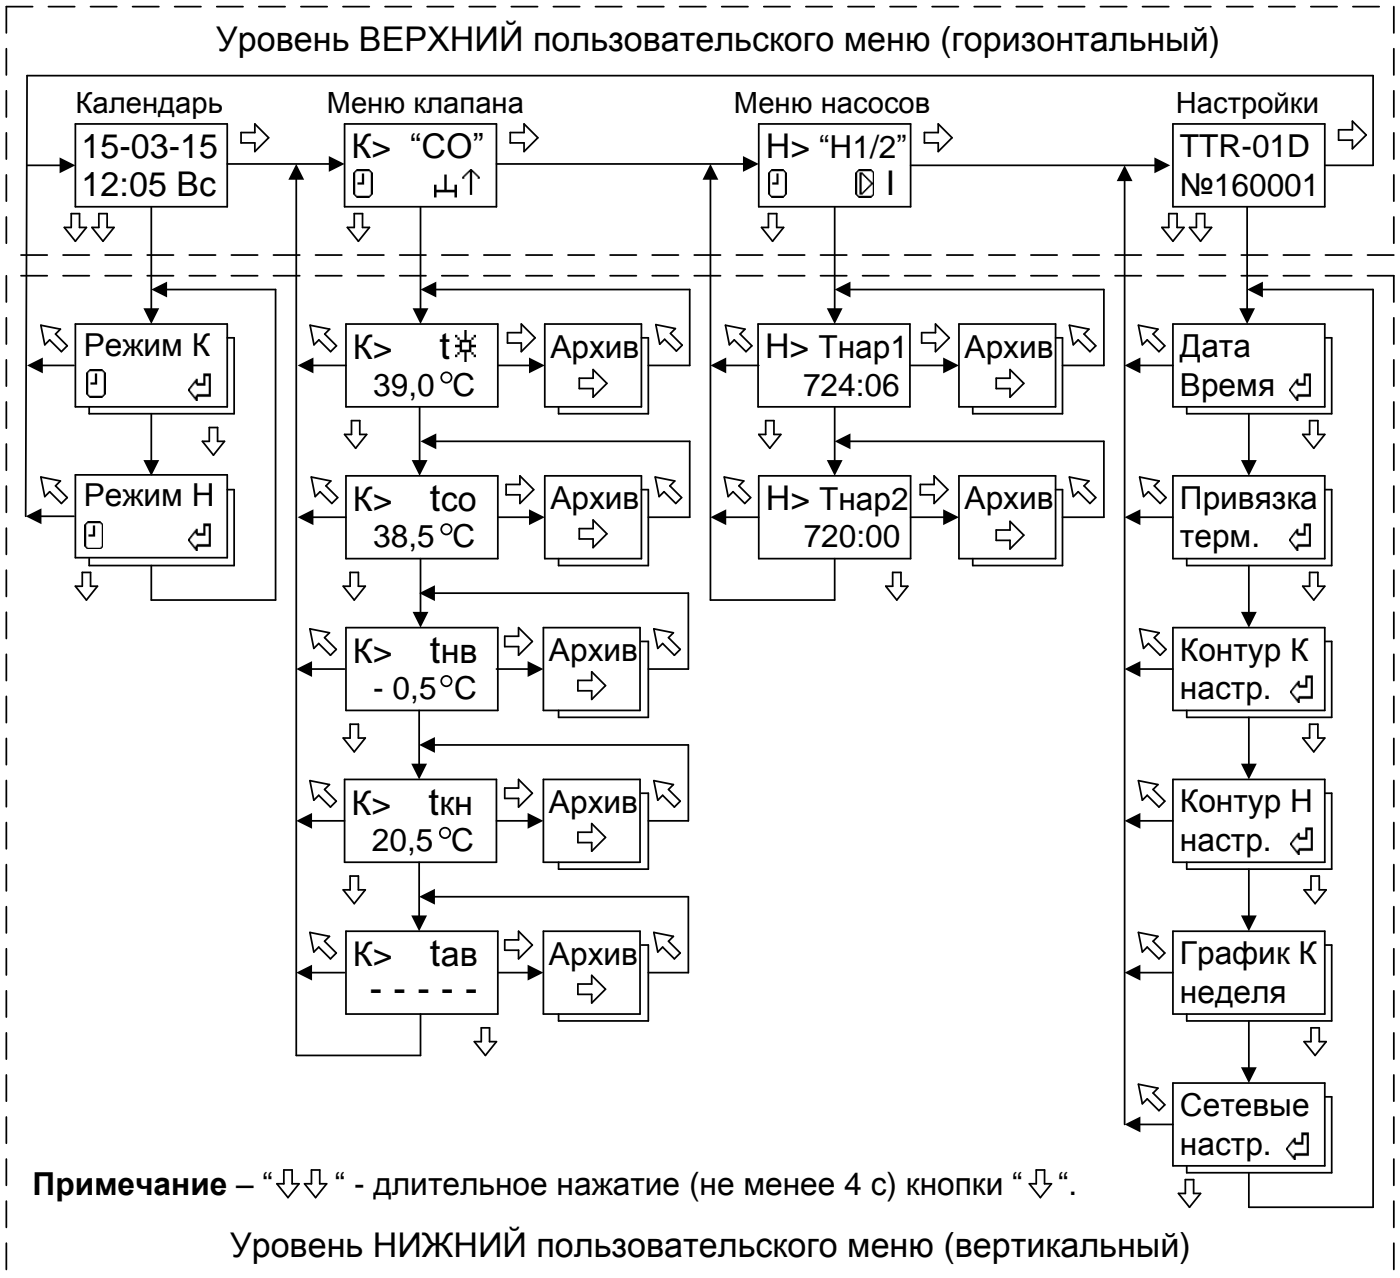 Уровень ВЕРХНИЙ пользовательского меню (горизонтальный)
Календарь
15-03-15
12:05 Вс
Меню клапана
К> “СО”
Меню насосов
Н> “Н1/2”
I
Настройки
TTR-01D
№160001
Режим К
Режим Н
К> t
39,0 °C
Архив
К> tсо
38,5 °C
Архив
К> tнв
- 0,5 °C
Архив
К> tкн
20,5 °C
Архив
К> tав
- - - - -
Архив
Н> Тнар1
724:06
Архив
Н> Тнар2
720:00
Архив
Дата
Время
Привязка
терм.
Контур К
настр.
Контур Н
настр.
График К
неделя
Сетевые
настр.
Примечание – “⇩⇩ “ - длительное нажатие (не менее 4 с) кнопки “ ⇩ “.
Уровень НИЖНИЙ пользовательского меню (вертикальный)